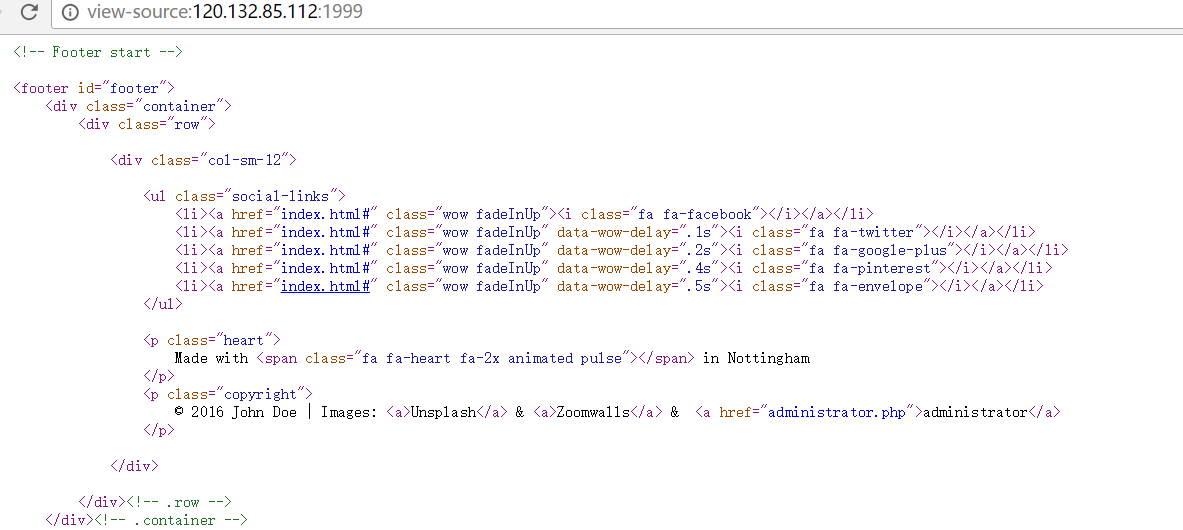 view-source:120.132.85.112:1999
<!-- Footer start -->
<footer id="footer">
<div class="container">
<div class="row">
<div class="col-sm-12">
<ul class="social-links">
<li><a href="index.html#" class="wow fadeInUp"><i class="fa fa-facebook"></i></a></li>
<li><a href="index.html#" class="wow fadeInUp" data-wow-delay=".1s"><i class="fa fa-twitter"></i></a></li>
<li><a href="index.html#" class="wow fadeInUp" data-wow-delay=".2s"><i class="fa fa-google-plus"></i></a></li>
<li><a href="index.html#" class="wow fadeInUp" data-wow-delay=".4s"><i class="fa fa-pinterest"></i></a></li>
<li><a href="index.html#" class="wow fadeInUp" data-wow-delay=".5s"><i class="fa fa-envelope"></i></a></li>
</ul>
<p class="heart">
Made with <span class="fa fa-heart fa-2x animated pulse"></span> in Nottingham
</p>
<p class="copyright">
© 2016 John Doe | Images: <a>Unsplash</a> & <a>Zoomwalls</a> &  <a href="administrator.php">administrator</a>
</p>
</div>
</div><!-- .row -->
</div><!-- .container -->